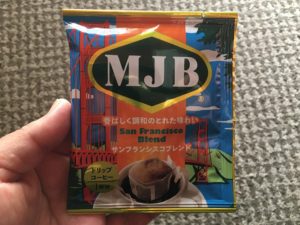 MJB
香ばしく調和のとれた味わい
San Francisco
Blend
サンフランシスコブレンド
ドリップ
コーヒー